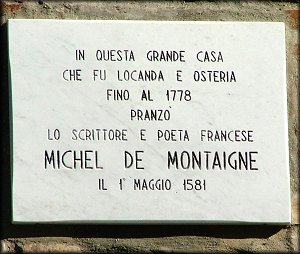 IN QUESTA GRANDE CASA
CHE FU LOCANDA E OSTERIA
FINO AL 1778
PRANZÒ
LO SCRITTORE E POETA FRANCESE
MICHEL DE MONTAIGNE
IL 1° MAGGIO 1581